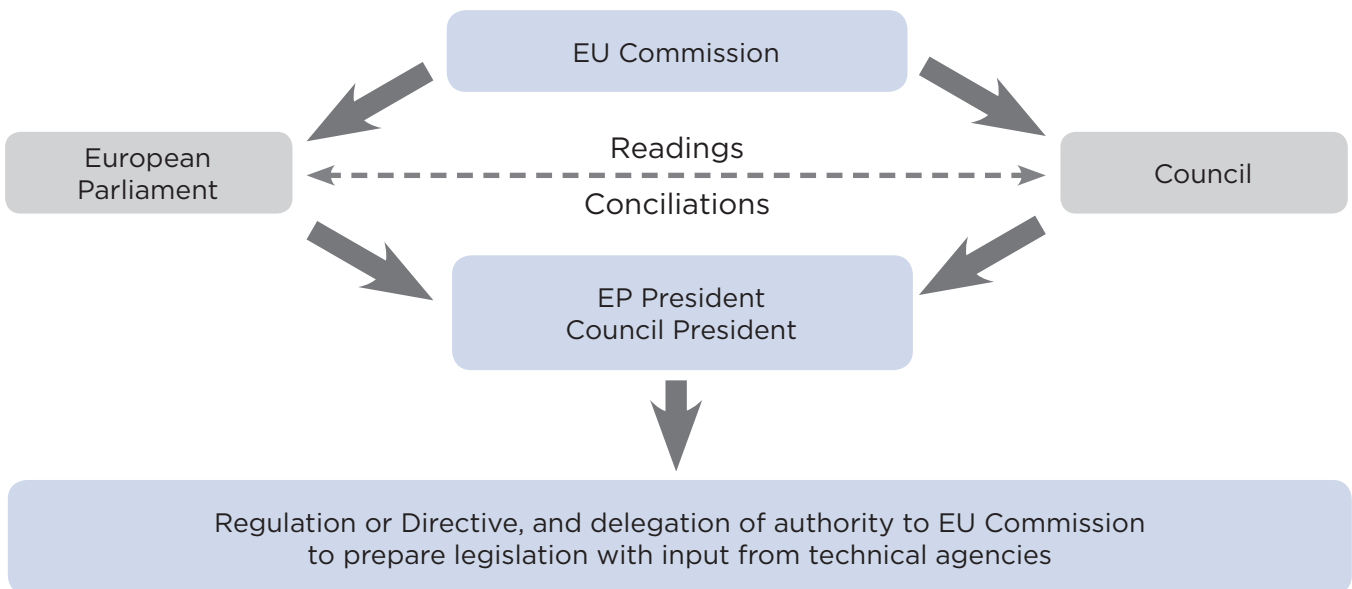 EU Commission
European
Parliament
Readings
Conciliations
Council
EP President
Council President
Regulation or Directive, and delegation of authority to EU Commission
to prepare legislation with input from technical agencies